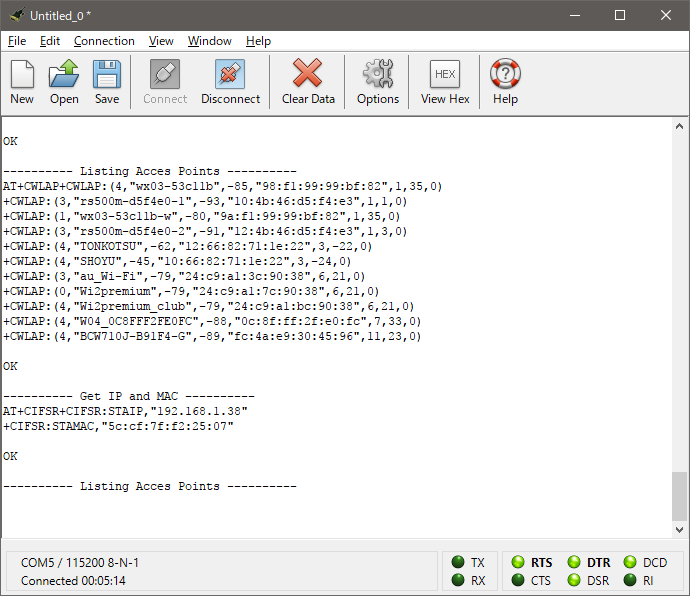 Untitled_0 *
File Edit Connection View Window Help
New Open Save Connect Disconnect Clear Data Options HEX View Hex Help
OK
---------- Listing Acces Points ----------
AT+CWLAP+CWLAP:(4,"wx03-53c11b",-85,"98:f1:99:99:bf:82",1,35,0)
+CWLAP:(3,"rs500m-d5f4e0-1",-93,"10:4b:46:d5:f4:e3",1,1,0)
+CWLAP:(1,"wx03-53c11b-w",-80,"9a:f1:99:99:bf:82",1,35,0)
+CWLAP:(3,"rs500m-d5f4e0-2",-91,"12:4b:46:d5:f4:e3",1,3,0)
+CWLAP:(4,"TONKOTSU",-62,"12:66:82:71:1e:22",3,-22,0)
+CWLAP:(4,"SHOYU",-45,"10:66:82:71:1e:22",3,-24,0)
+CWLAP:(3,"au_Wi-Fi",-79,"24:c9:a1:3c:90:38",6,21,0)
+CWLAP:(0,"Wi2premium",-79,"24:c9:a1:7c:90:38",6,21,0)
+CWLAP:(4,"Wi2premium_club",-79,"24:c9:a1:bc:90:38",6,21,0)
+CWLAP:(4,"W04_0C8FFF2FE0FC",-88,"0c:8f:ff:2f:e0:fc",7,33,0)
+CWLAP:(4,"BCW710J-B91F4-G",-89,"fc:4a:e9:30:45:96",11,23,0)
OK
---------- Get IP and MAC ----------
AT+CIFSR+CIFSR:STAIP,"192.168.1.38"
+CIFSR:STAMAC,"5c:cf:7f:f2:25:07"
OK
---------- Listing Acces Points ----------
COM5 / 115200 8-N-1 TX RTS DTR DCD
Connected 00:05:14 RX CTS DSR RI